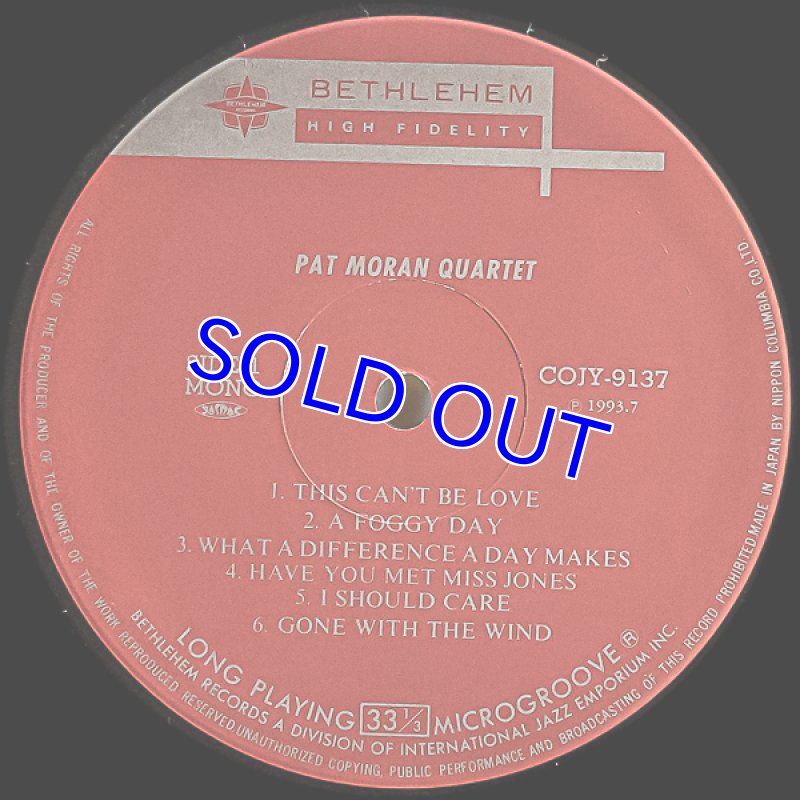 BETHLEHEM
BETHLEHEM
HIGH FIDELITY
PAT MORAN QUARTET
SOLD OUT
MONO
COJY-9137
Ⓟ 1993.7
1. THIS CAN'T BE LOVE
2. A FOGGY DAY
3. WHAT A DIFFERENCE A DAY MAKES
4. HAVE YOU MET MISS JONES
5. I SHOULD CARE
6. GONE WITH THE WIND
LONG PLAYING 33 1/3 MICROGROOVE®
BETHLEHEM RECORDS A DIVISION OF INTERNATIONAL JAZZ EMPORIUM INC.
ALL RIGHTS OF THE PRODUCER AND OF THE OWNER OF THE WORK REPRODUCED RESERVED.UNAUTHORIZED COPYING, PUBLIC PERFORMANCE AND BROADCASTING OF THIS RECORD PROHIBITED MADE IN JAPAN BY NIPPON COLUMBIA CO.,LTD